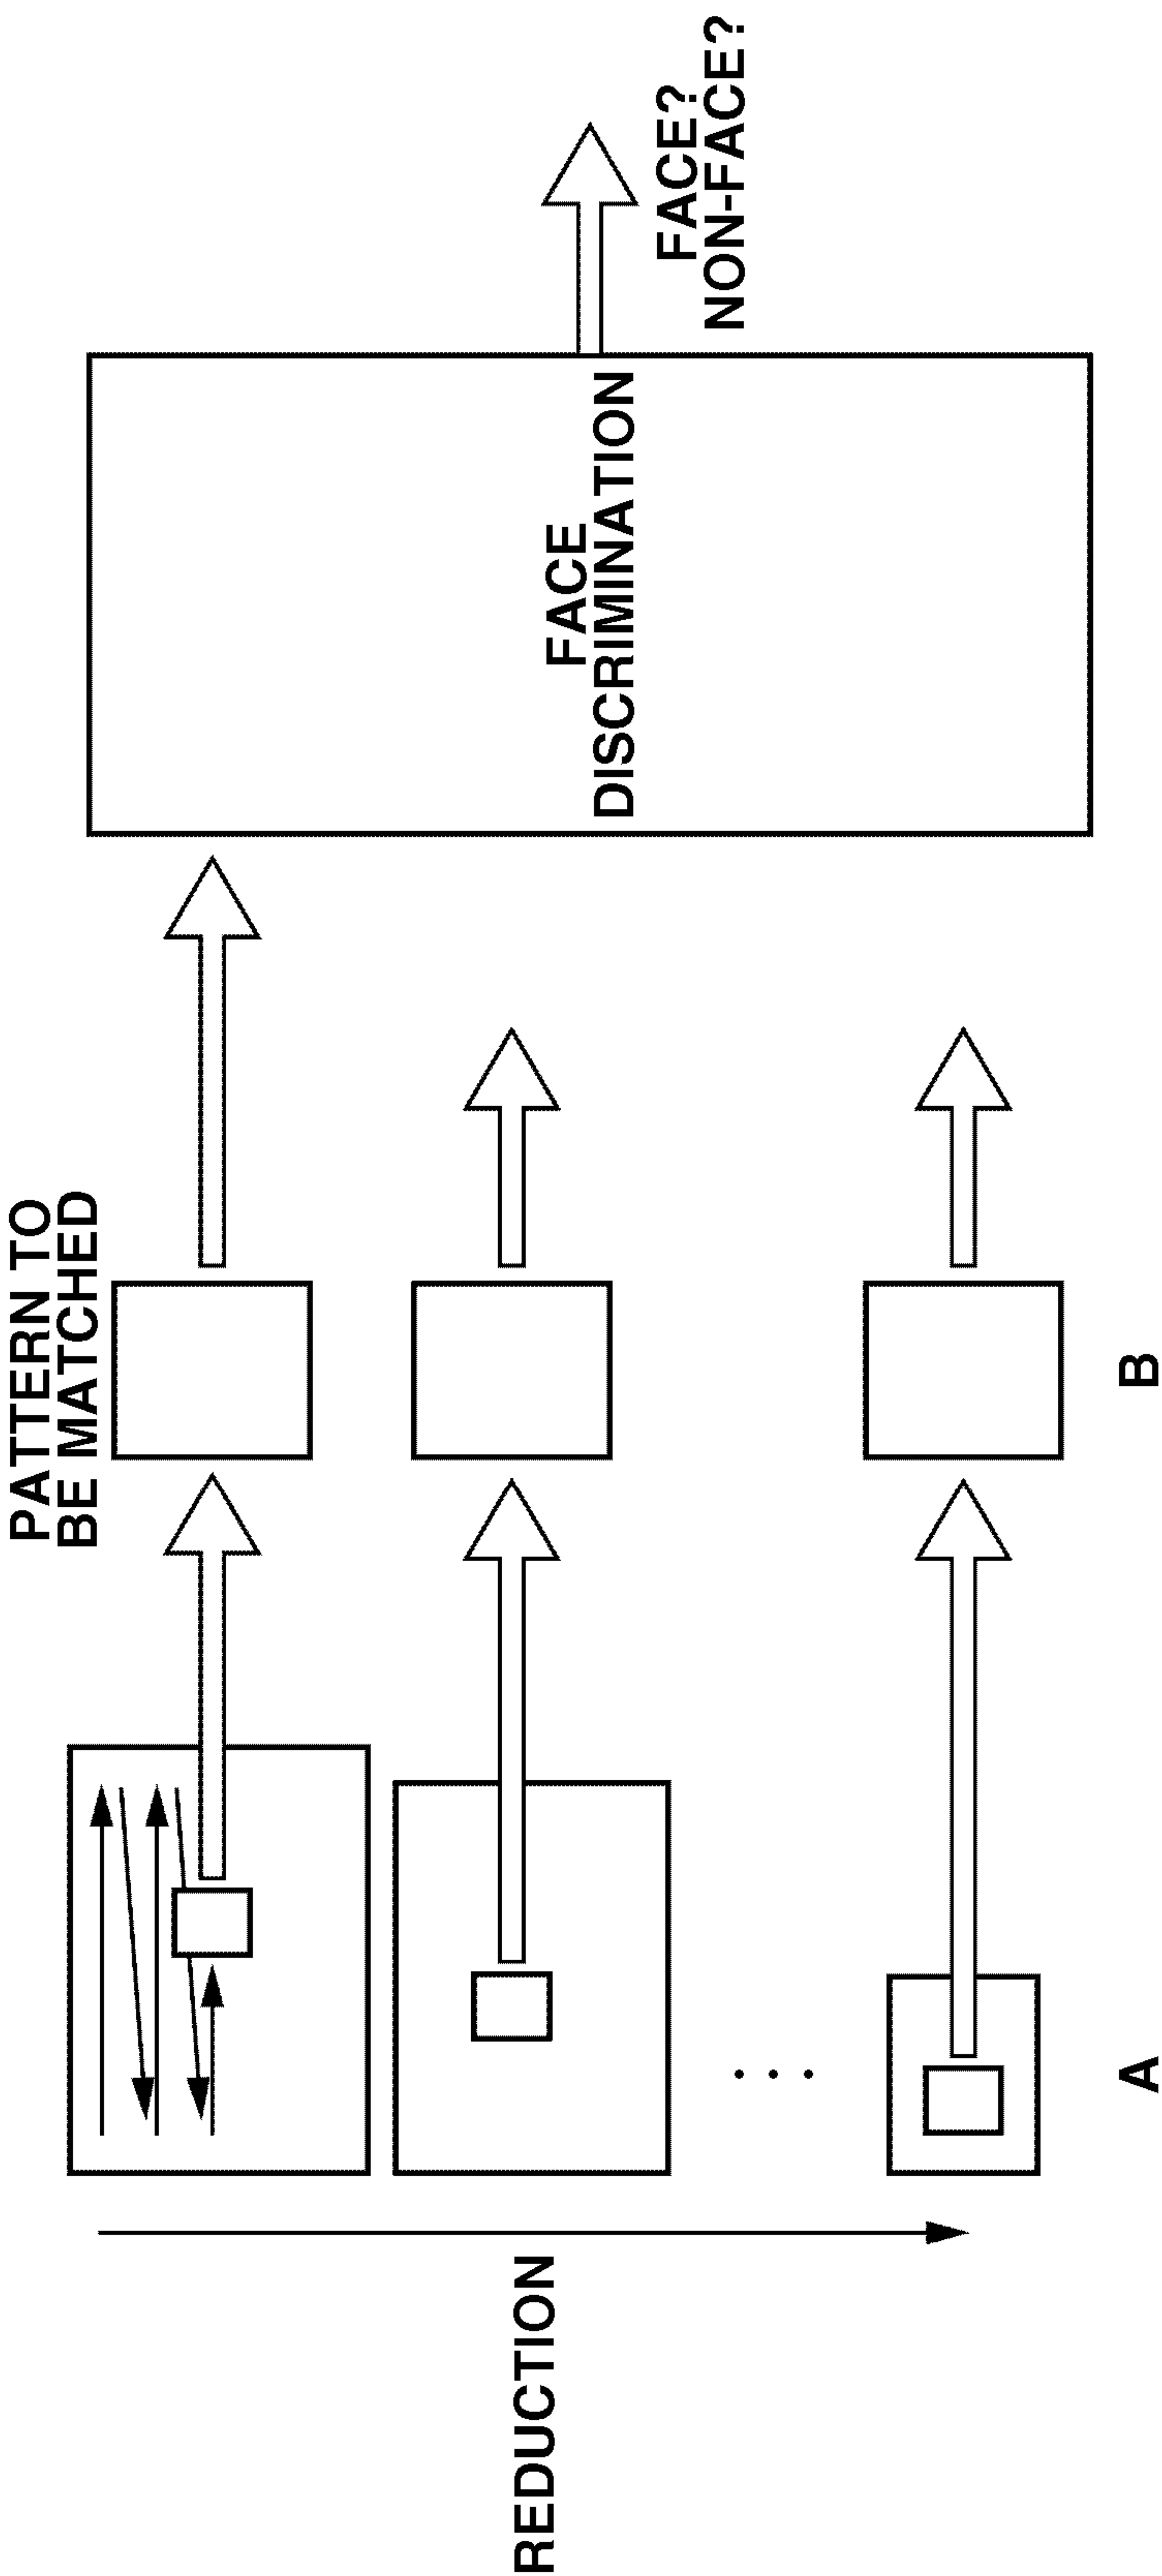 REDUCTION
PATTERN TO
BE MATCHED
FACE
DISCRIMINATION
FACE?
NON-FACE?
A
B